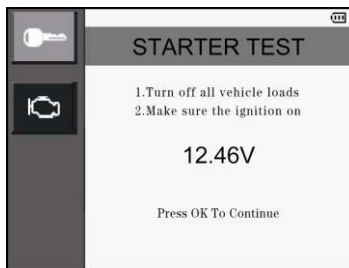 STARTER TEST
1.Turn off all vehicle loads
2.Make sure the ignition on
12.46V
Press OK To Continue